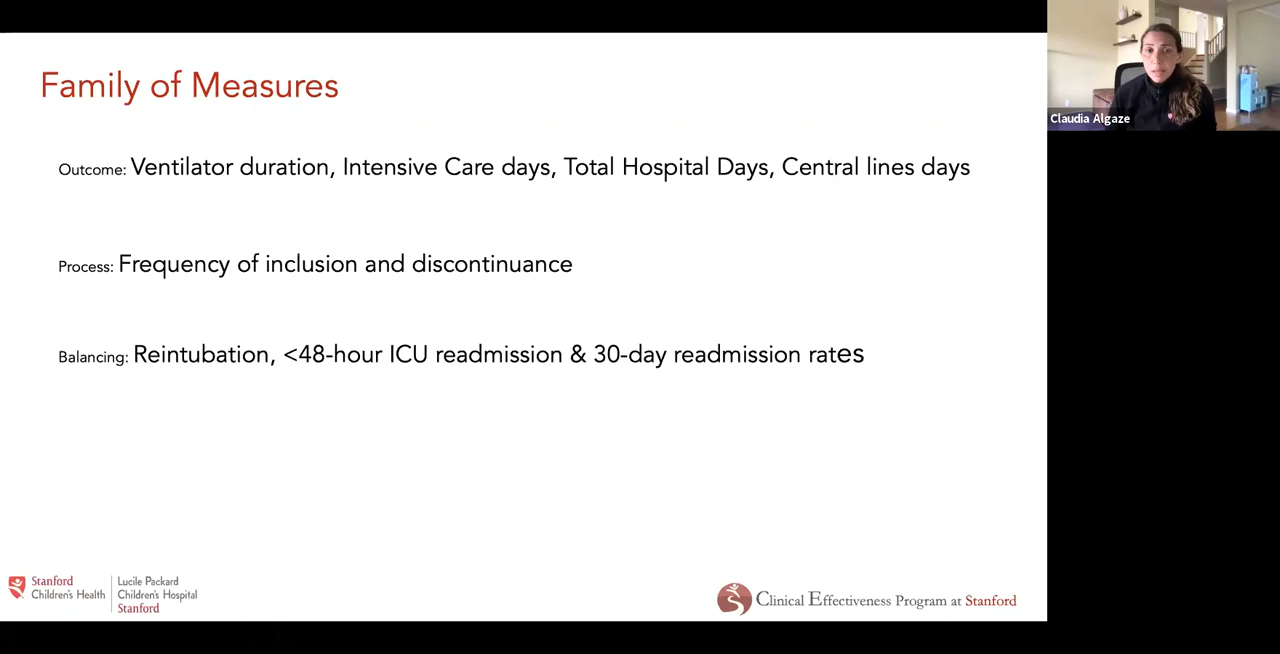 Family of Measures
Outcome: Ventilator duration, Intensive Care days, Total Hospital Days, Central lines days
Process: Frequency of inclusion and discontinuance
Balancing: Reintubation, <48-hour ICU readmission & 30-day readmission rates
Claudia Algaze
Stanford
Children's Health
Lucile Packard
Children's Hospital
Stanford
Clinical Effectiveness Program at Stanford